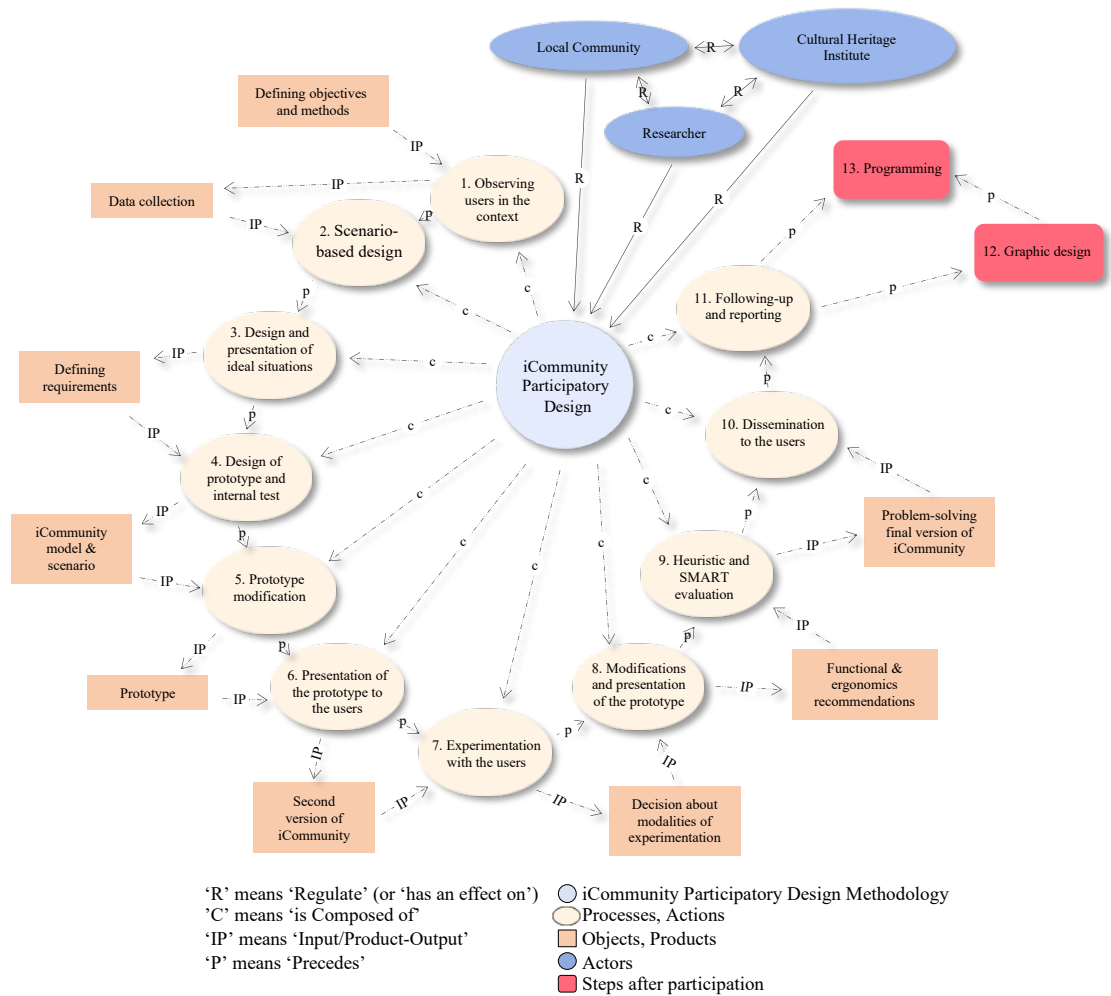 Local Community
R
Cultural Heritage
Institute
R
R
Researcher
Defining objectives
and methods
IP
13. Programming
IP
1. Observing
users in the
context
R
R
R
p
Data collection
IP
p
2. Scenario-
based design
p
12. Graphic design
p
c
c
11. Following-up
and reporting
p
3. Design and
presentation of
ideal situations
IP
c
iCommunity
Participatory
Design
c
Defining
requirements
p
p
c
10. Dissemination
to the users
IP
c
4. Design of
prototype and
internal test
IP
IP
c
c
p
iCommunity
model &
scenario
p
Problem-solving
final version of
iCommunity
c
c
IP
9. Heuristic and
SMART
evaluation
IP
c
5. Prototype
modification
IP
p
IP
p
6. Presentation of
the prototype to
the users
8. Modifications
and presentation
of the prototype
Functional &
ergonomics
recommendations
Prototype
IP
IP
p
p
7. Experimentation
with the users
IP
IP
Second
version of
iCommunity
IP
IP
Decision about
modalities of
experimentation
‘R’ means ‘Regulate’ (or ‘has an effect on’)
'C’ means ‘is Composed of’
‘IP’ means ‘Input/Product-Output’
‘P’ means ‘Precedes’
iCommunity Participatory Design Methodology
Processes, Actions
Objects, Products
Actors
Steps after participation